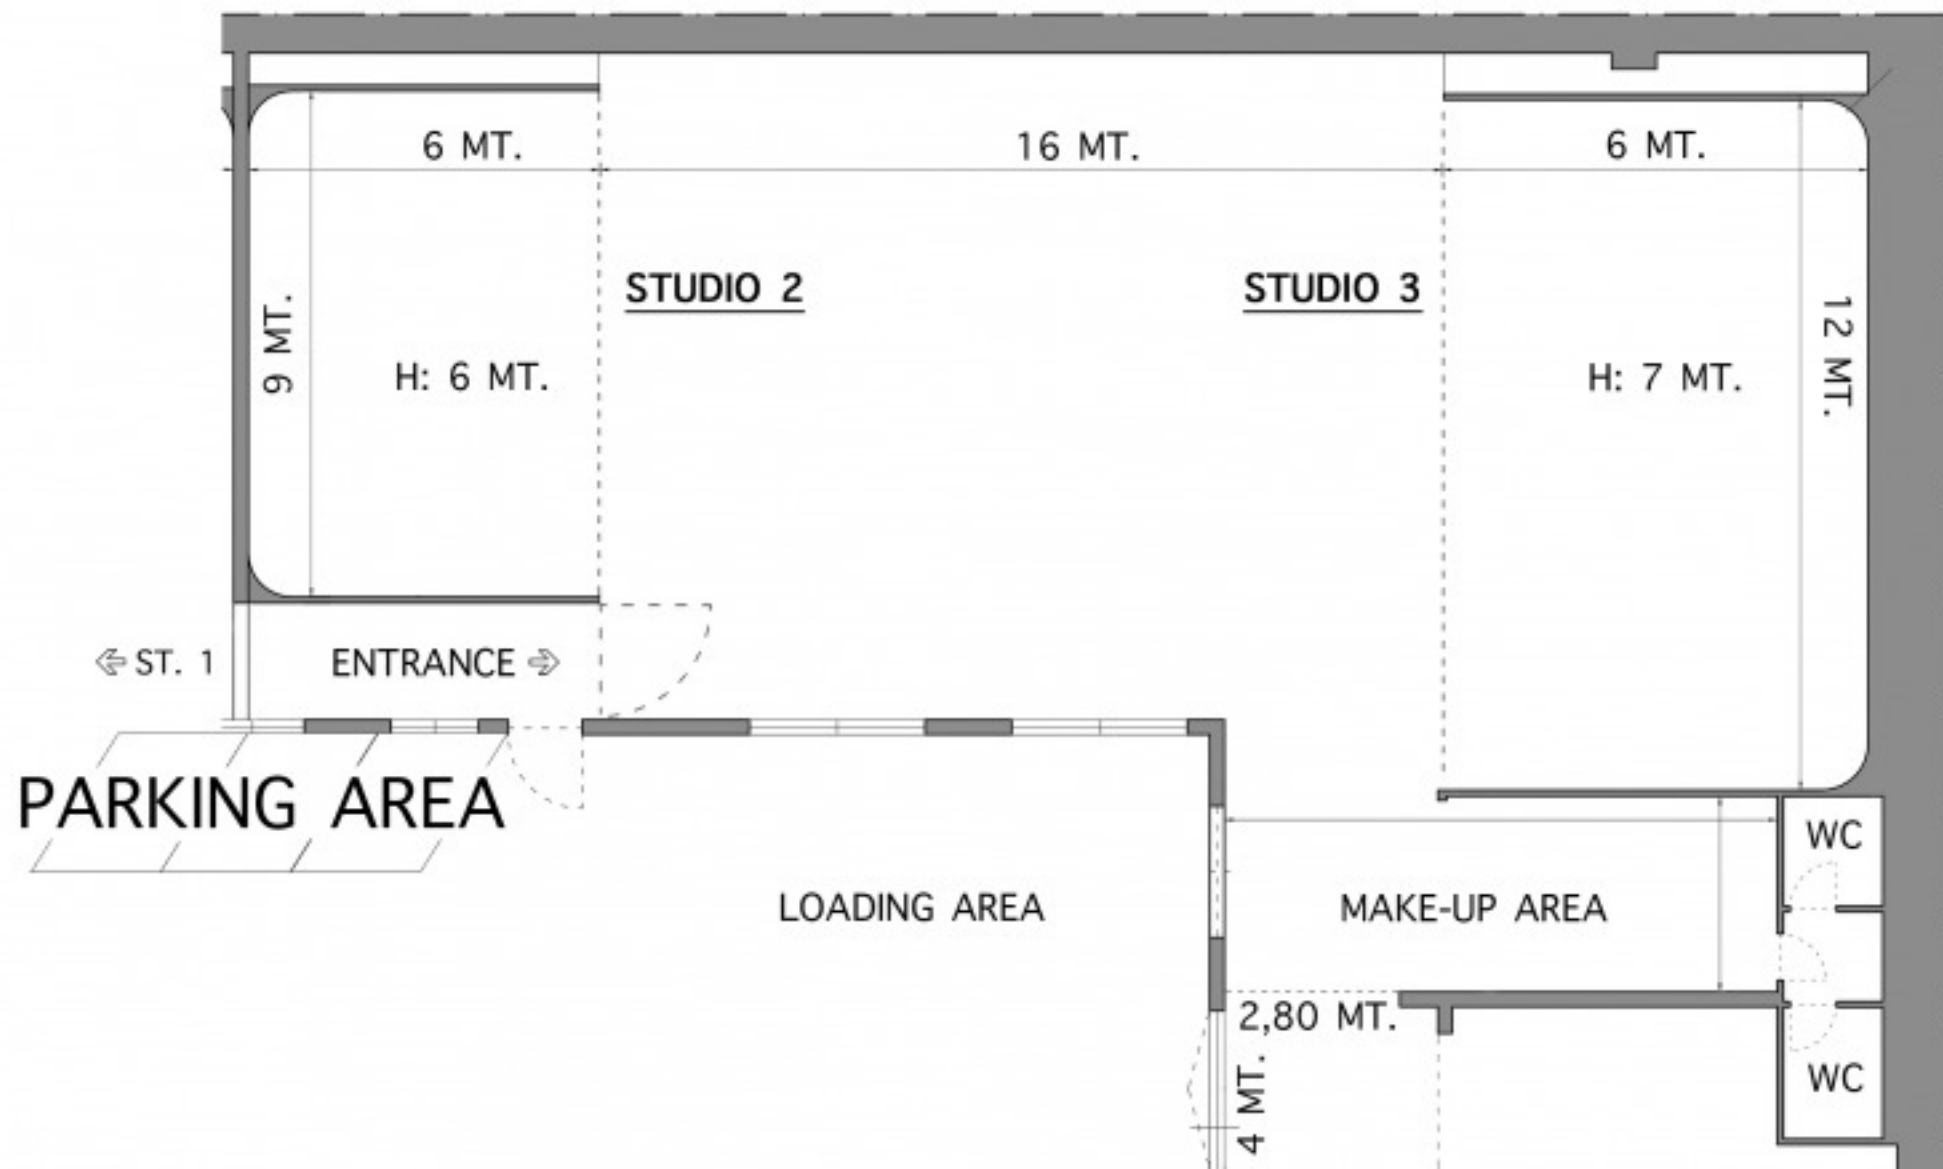 6 MT.
16 MT.
6 MT.
STUDIO 2
STUDIO 3
9 MT.
H: 6 MT.
H: 7 MT.
12 MT.
⇦ ST. 1
ENTRANCE ⇨
PARKING AREA
WC
LOADING AREA
MAKE-UP AREA
2,80 MT.
4 MT.
WC